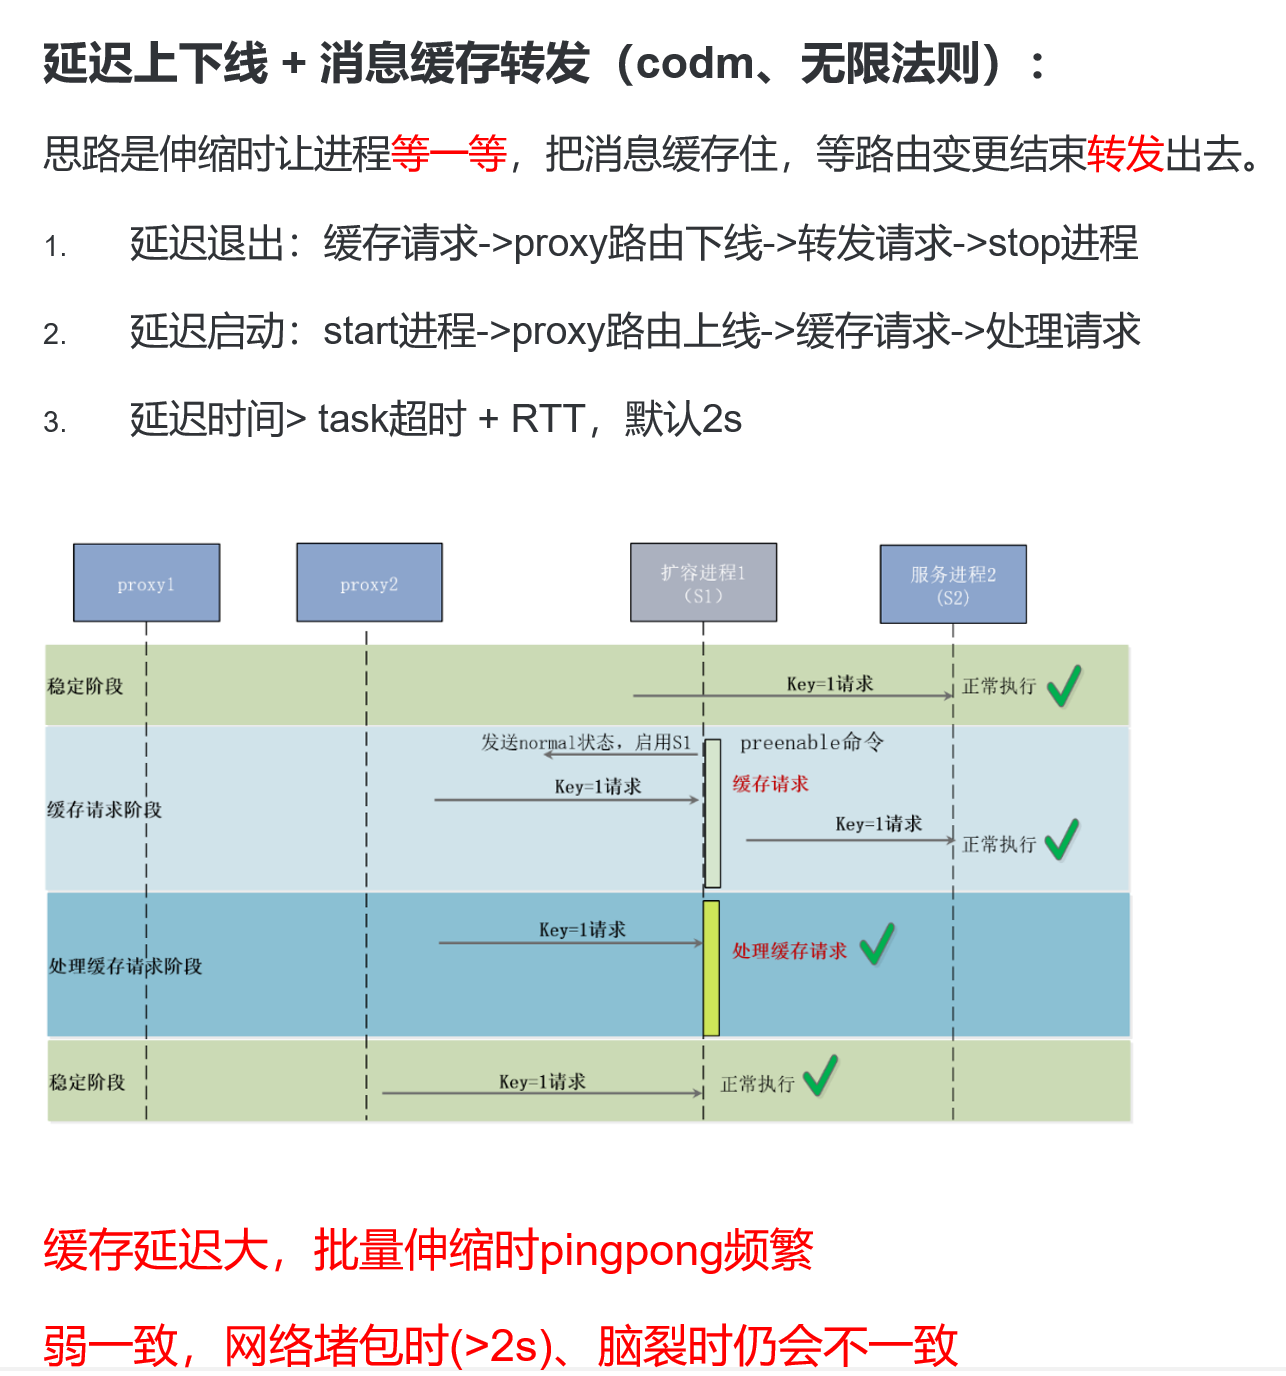 延迟上下线 + 消息缓存转发（codm、无限法则）:
思路是伸缩时让进程等一等，把消息缓存住，等路由变更结束转发出去。
1. 延迟退出：缓存请求->proxy路由下线->转发请求->stop进程
2. 延迟启动：start进程->proxy路由上线->缓存请求->处理请求
3. 延迟时间> task超时 + RTT，默认2s
proxy1
proxy2
扩容进程1
（S1）
服务进程2
(S2)
稳定阶段
Key=1请求
正常执行
发送normal状态，启用S1
preenable命令
Key=1请求
缓存请求
缓存请求阶段
Key=1请求
正常执行
Key=1请求
处理缓存请求
处理缓存请求阶段
稳定阶段
Key=1请求
正常执行
缓存延迟大，批量伸缩时pingpong频繁
弱一致，网络堵包时(>2s)、脑裂时仍会不一致